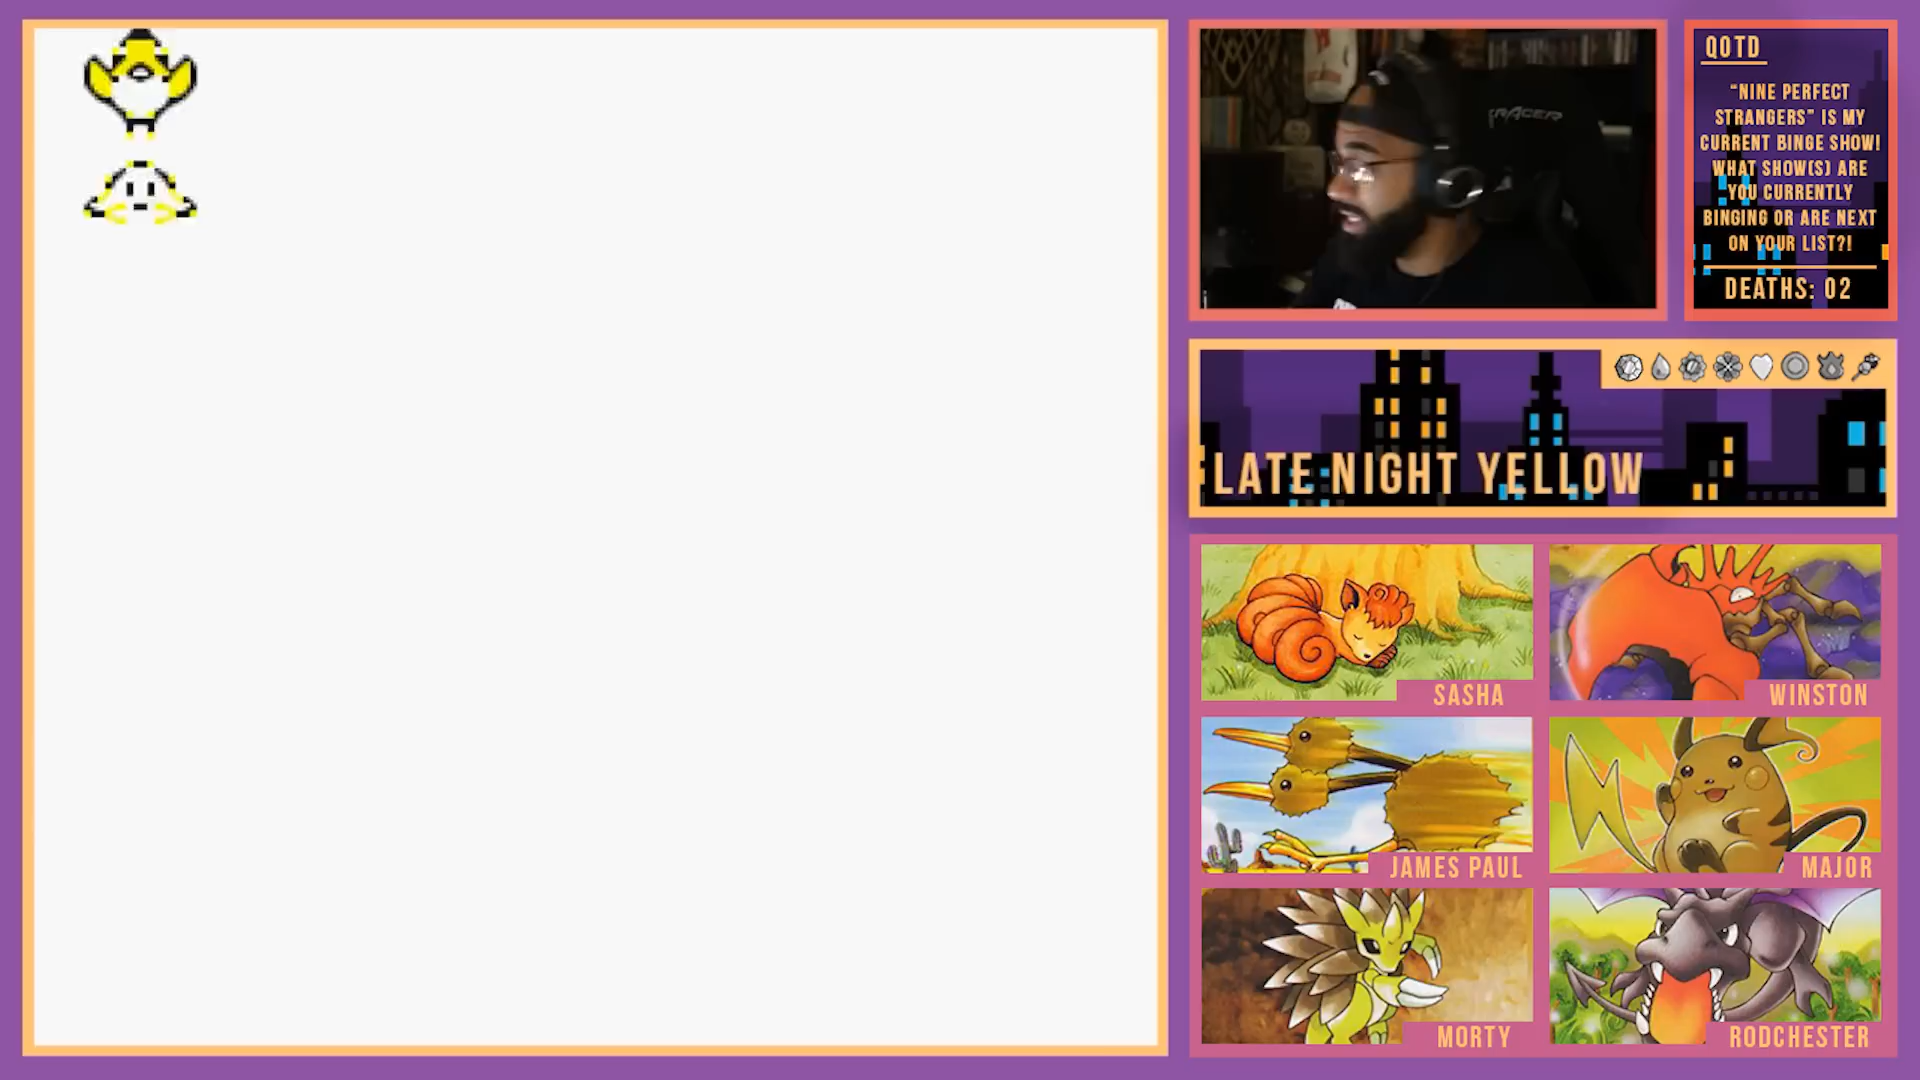 QOTD
"NINE PERFECT
STRANGERS" IS MY
CURRENT BINGE SHOW!
WHAT SHOW(S) ARE
YOU CURRENTLY
BINGING OR ARE NEXT
ON YOUR LIST?!
DEATHS: 02
RACER
LATE NIGHT YELLOW
SASHA
WINSTON
JAMES PAUL
MAJOR
MORTY
RODCHESTER